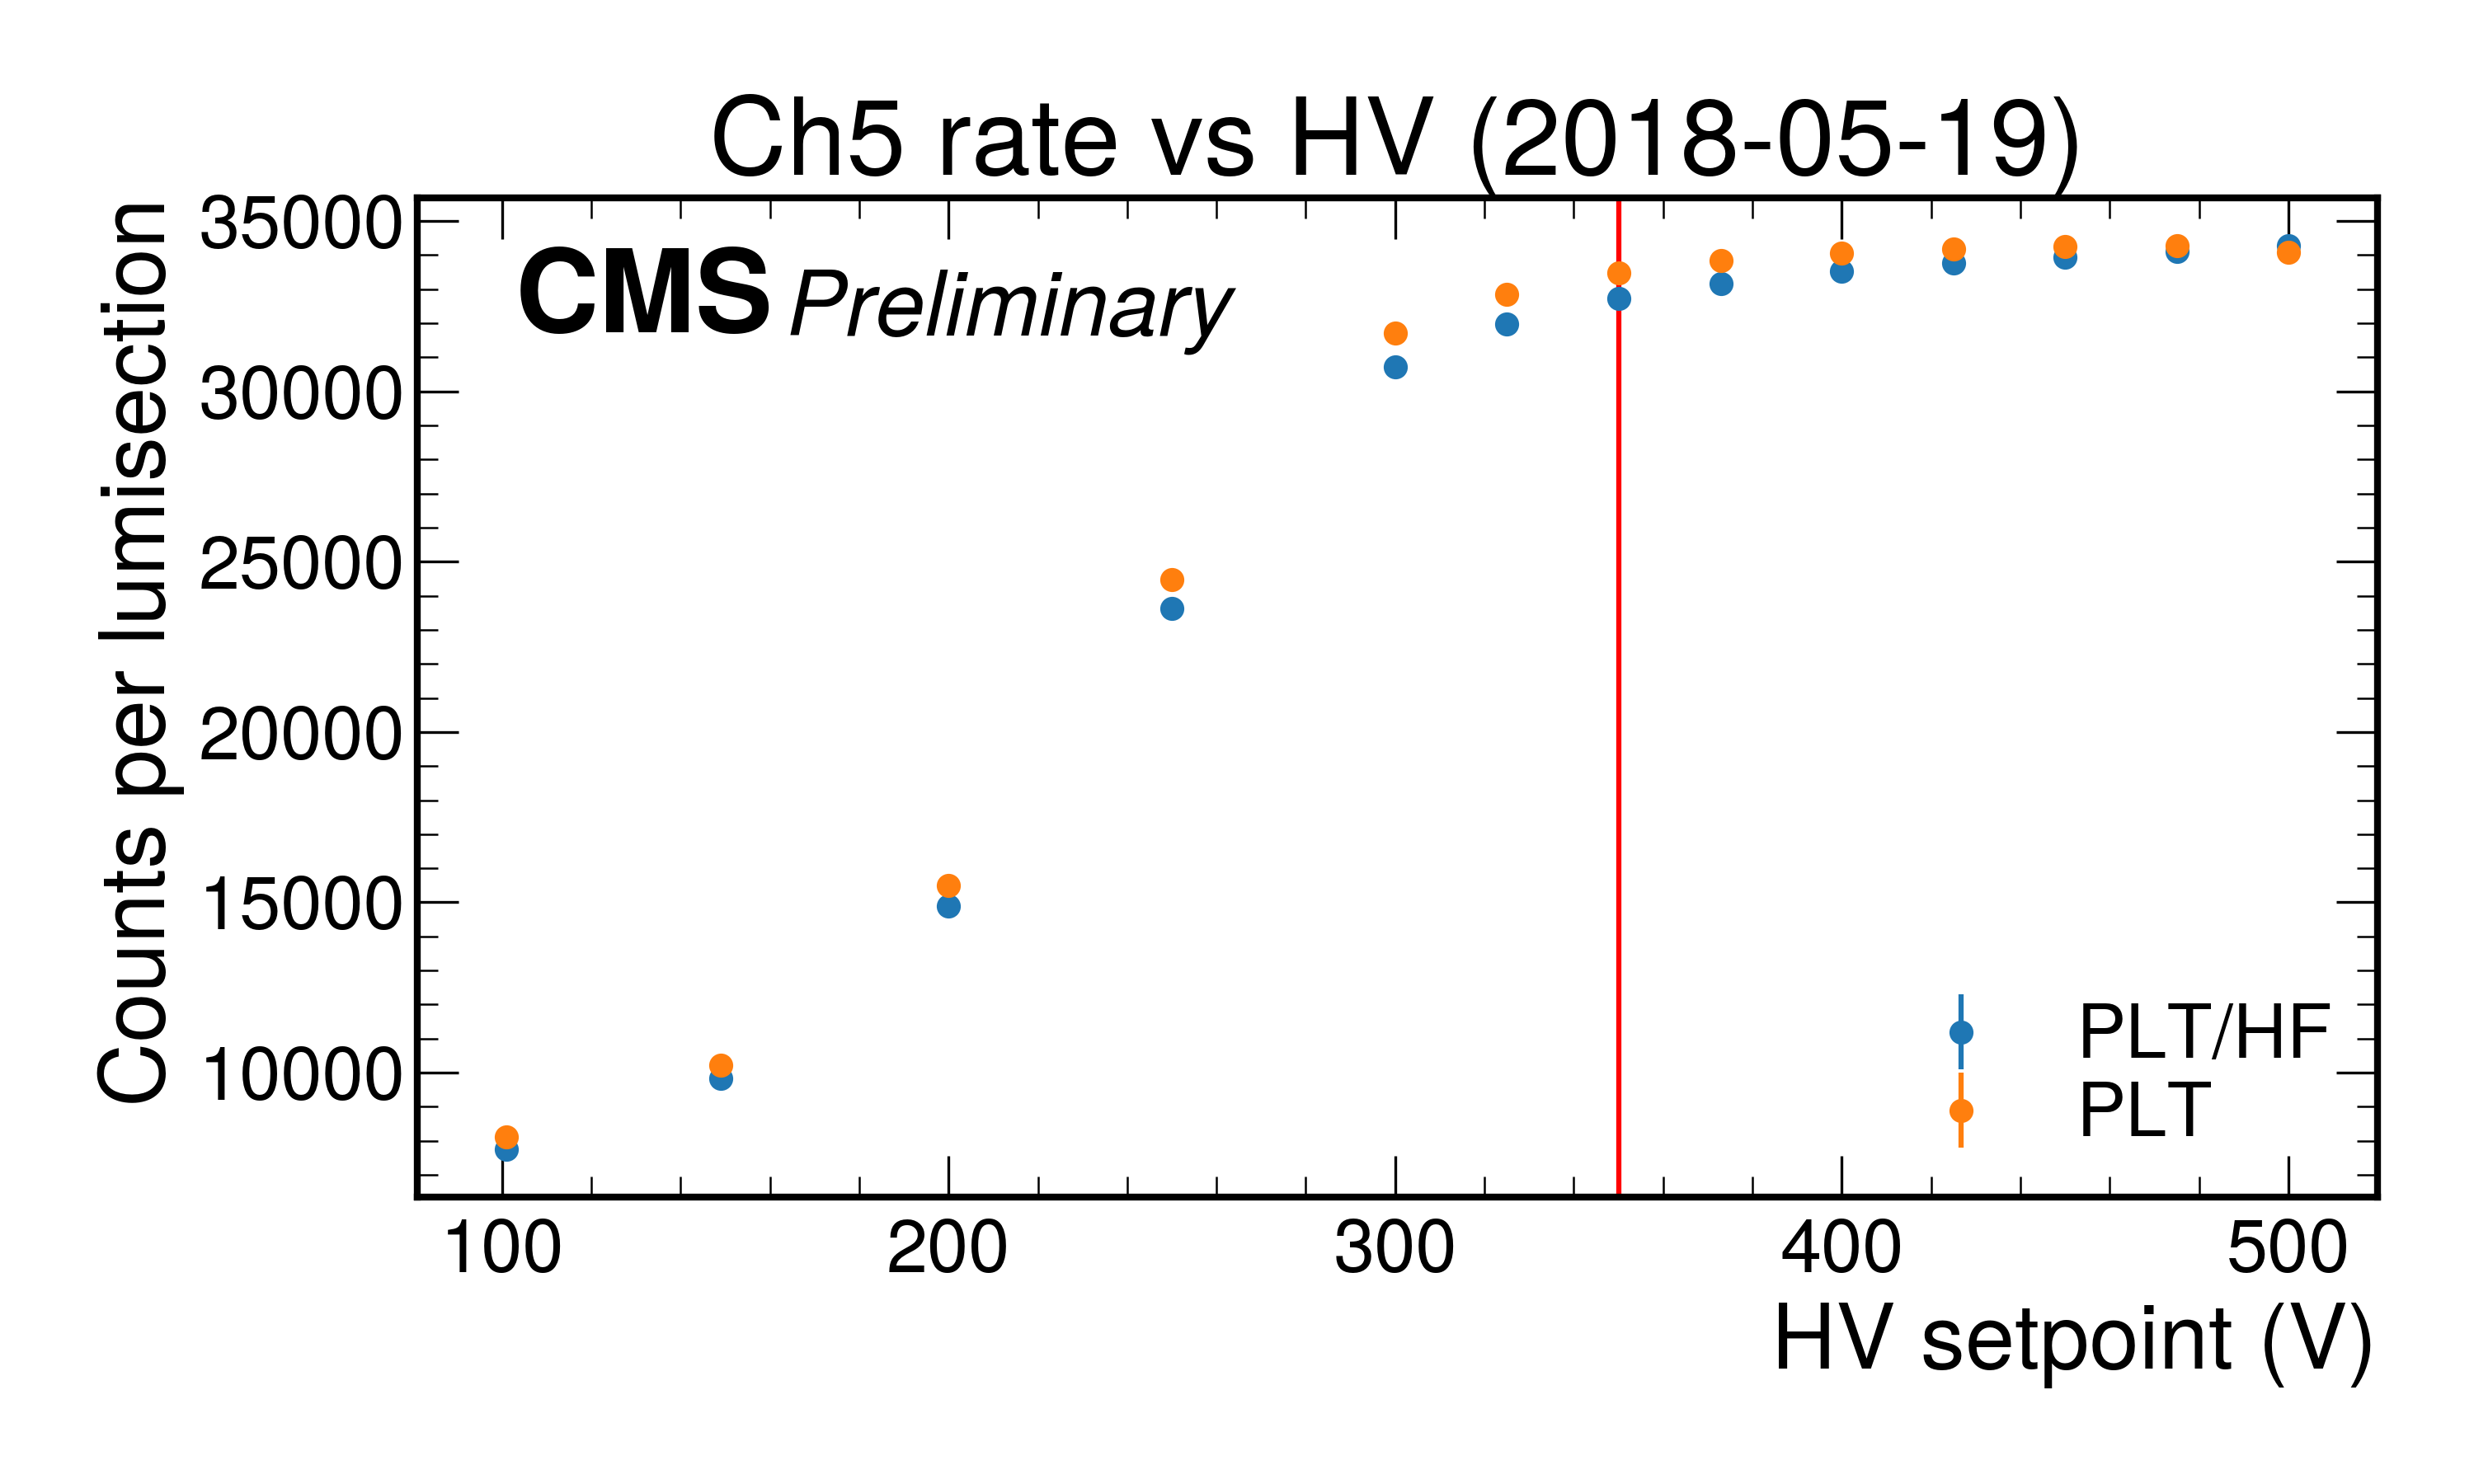 Ch5 rate vs HV (2018-05-19)
CMS Preliminary
Counts per lumisection
35000
30000
25000
20000
15000
10000
PLT/HF
PLT
100 200 300 400 500
HV setpoint (V)